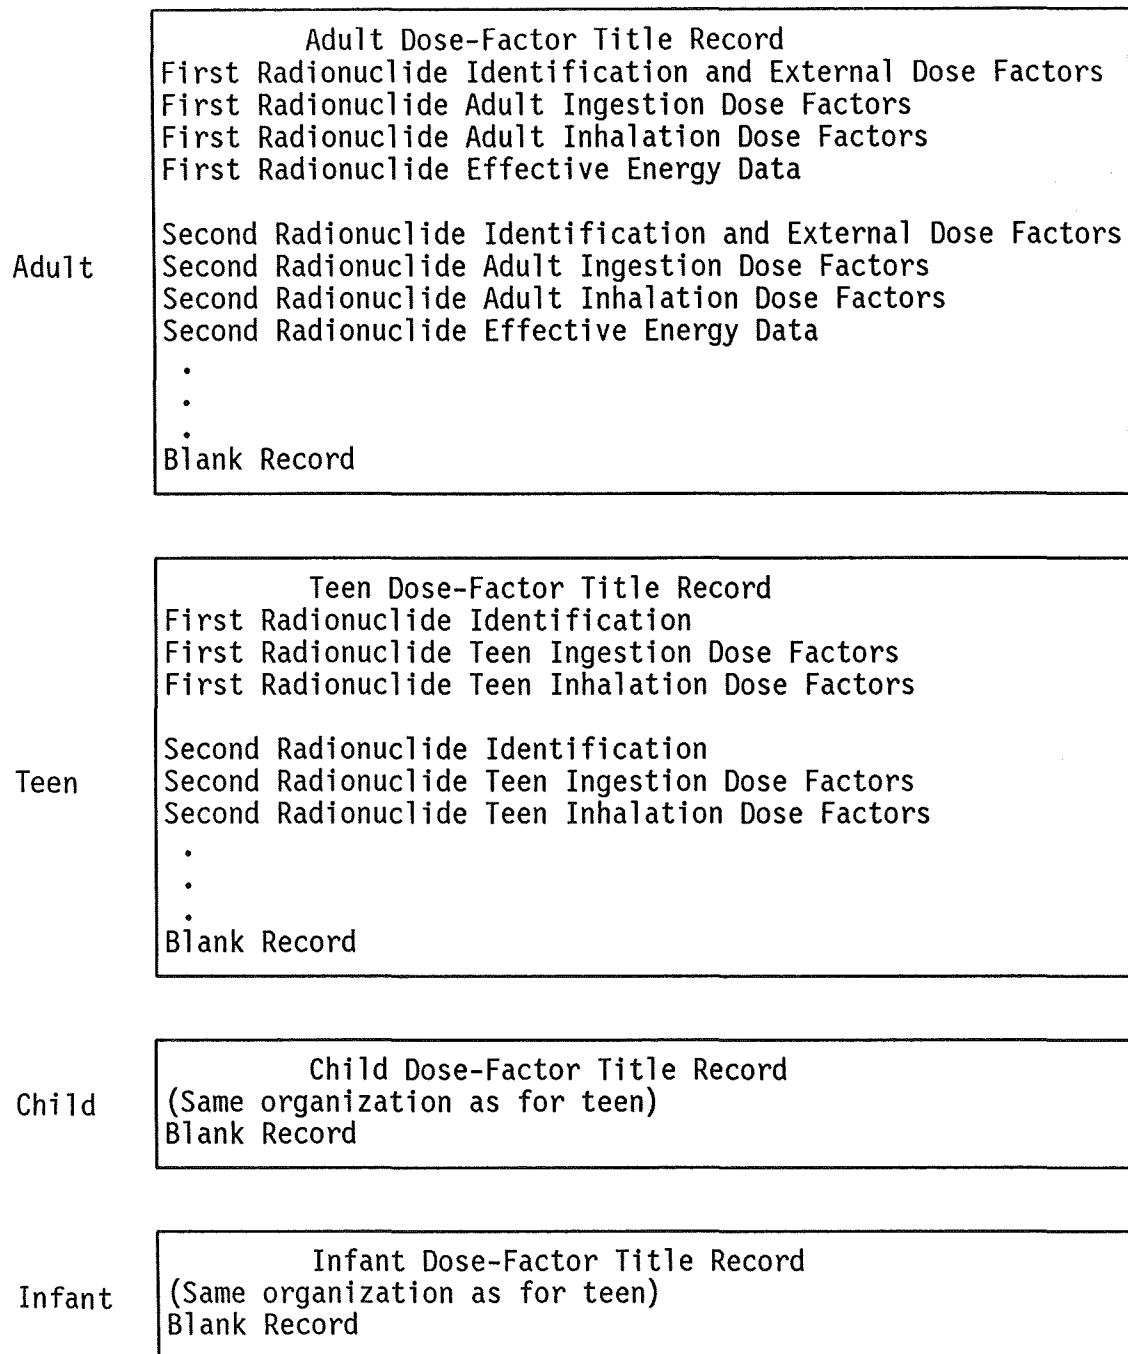 Adult Dose-Factor Title Record
First Radionuclide Identification and External Dose Factors
First Radionuclide Adult Ingestion Dose Factors
First Radionuclide Adult Inhalation Dose Factors
First Radionuclide Effective Energy Data
Second Radionuclide Identification and External Dose Factors
Adult
Second Radionuclide Adult Ingestion Dose Factors
Second Radionuclide Adult Inhalation Dose Factors
Second Radionuclide Effective Energy Data
.
.
.
Blank Record
Teen Dose-Factor Title Record
First Radionuclide Identification
First Radionuclide Teen Ingestion Dose Factors
First Radionuclide Teen Inhalation Dose Factors
Second Radionuclide Identification
Teen
Second Radionuclide Teen Ingestion Dose Factors
Second Radionuclide Teen Inhalation Dose Factors
.
.
.
Blank Record
Child Dose-Factor Title Record
Child
(Same organization as for teen)
Blank Record
Infant Dose-Factor Title Record
Infant
(Same organization as for teen)
Blank Record